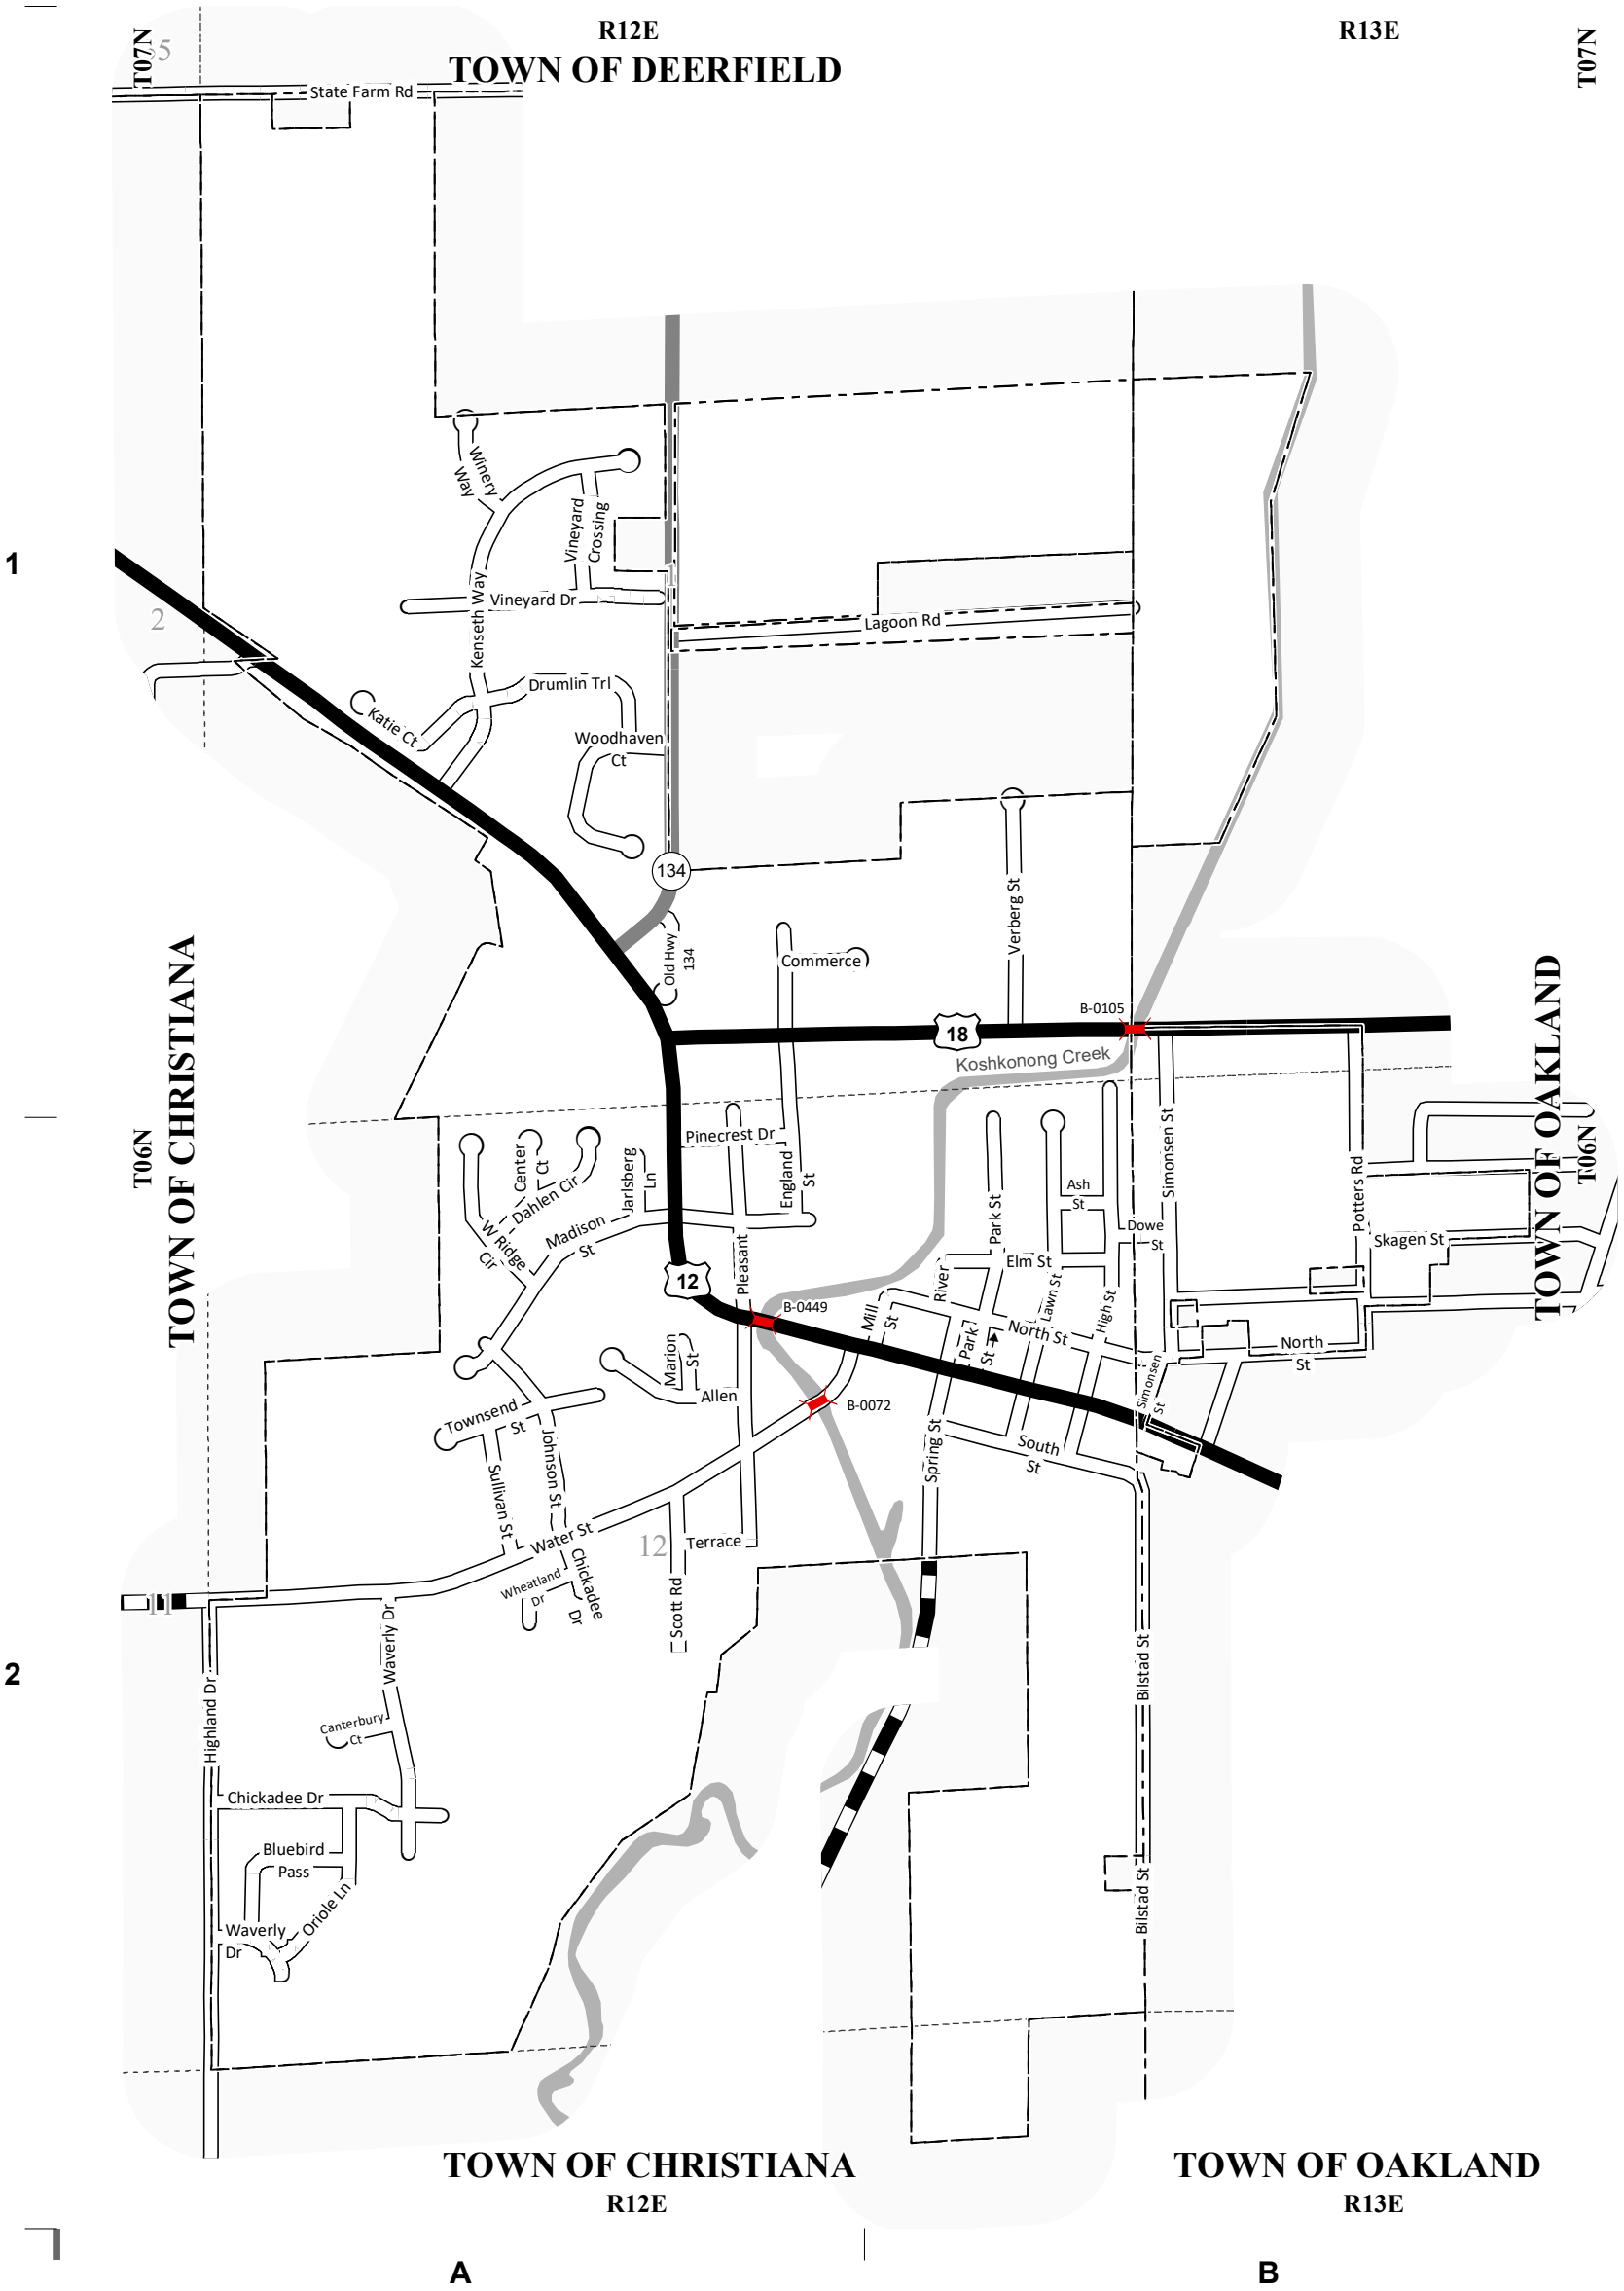 R12E
R13E
T07N
35
T07N
TOWN OF DEERFIELD
State Farm Rd
Winery
Way
Vineyard
Crossing
1
1
Kenseth Way
Vineyard Dr
2
Lagoon Rd
Drumlin Trl
Katie Ct
Woodhaven
Ct
134
Verberg St
Old Hwy
134
Commerce
B-0105
18
Koshkonong Creek
TOWN OF CHRISTIANA
TOWN OF OAKLAND
T06N
T06N
Pinecrest Dr
Center
Ct
Jarlsberg
Ln
England
St
Simonsen St
Potters Rd
Dahlen Cir
Ash
St
Park St
W Ridge
Cir
Madison
St
Dowe
St
Skagen St
Pleasant
Elm St
River
Lawn St
High St
12
B-0449
Mill
St
North St
Park
St
North
St
Marion
St
Simonsen
St
Allen
B-0072
Townsend
St
Johnson St
Sullivan St
Spring St
South
St
Water St
12
Terrace
Wheatland
Dr
Chickadee
Dr
Scott Rd
11
Waverly Dr
Bilstad St
2
Highland Dr
Canterbury
Ct
Chickadee Dr
Bluebird
Pass
Oriole Ln
Waverly
Dr
Bilstad St
TOWN OF CHRISTIANA
TOWN OF OAKLAND
R12E
R13E
A
B